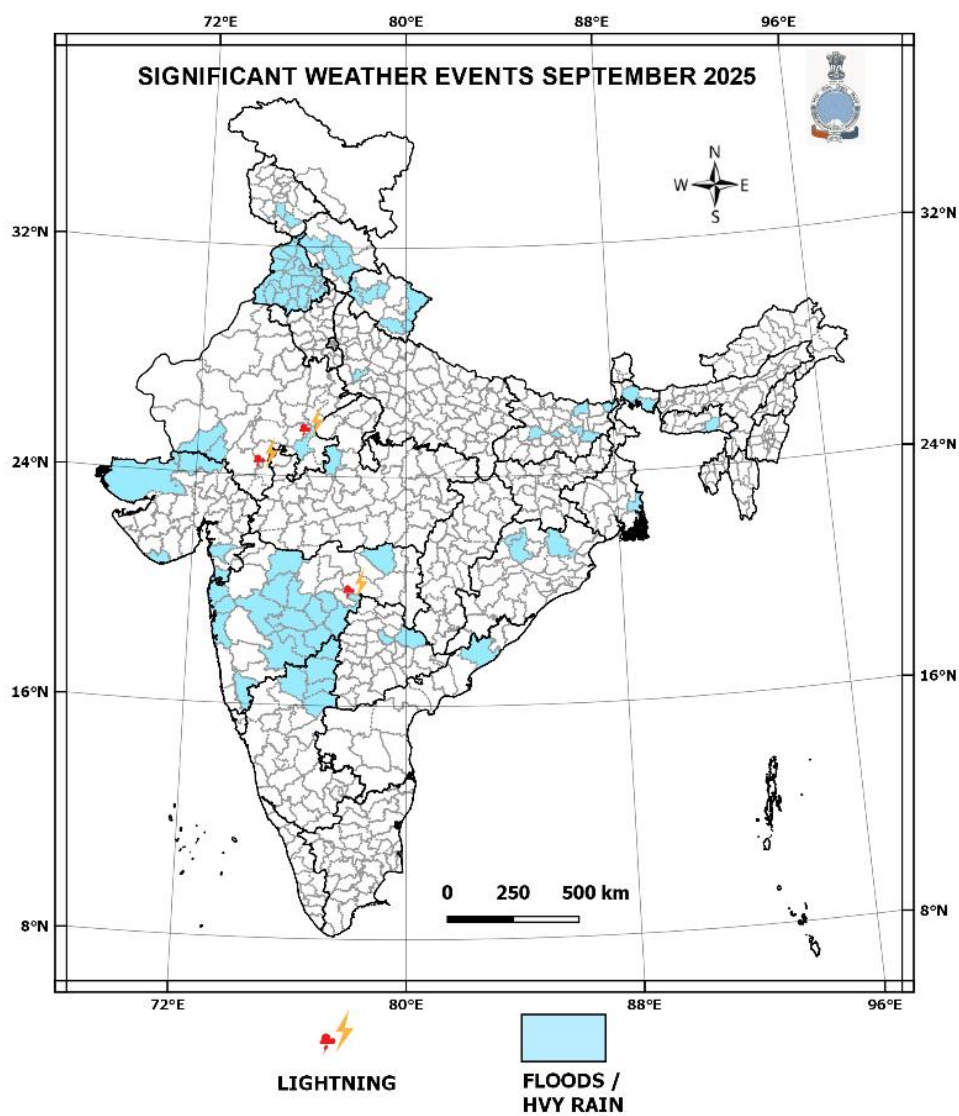 72°E 80°E 88°E 96°E
SIGNIFICANT WEATHER EVENTS SEPTEMBER 2025
N
W E
S
32°N 32°N
24°N 24°N
16°N 16°N
0 250 500 km
8°N 8°N
72°E 80°E 88°E 96°E
LIGHTNING
FLOODS /
HVY RAIN